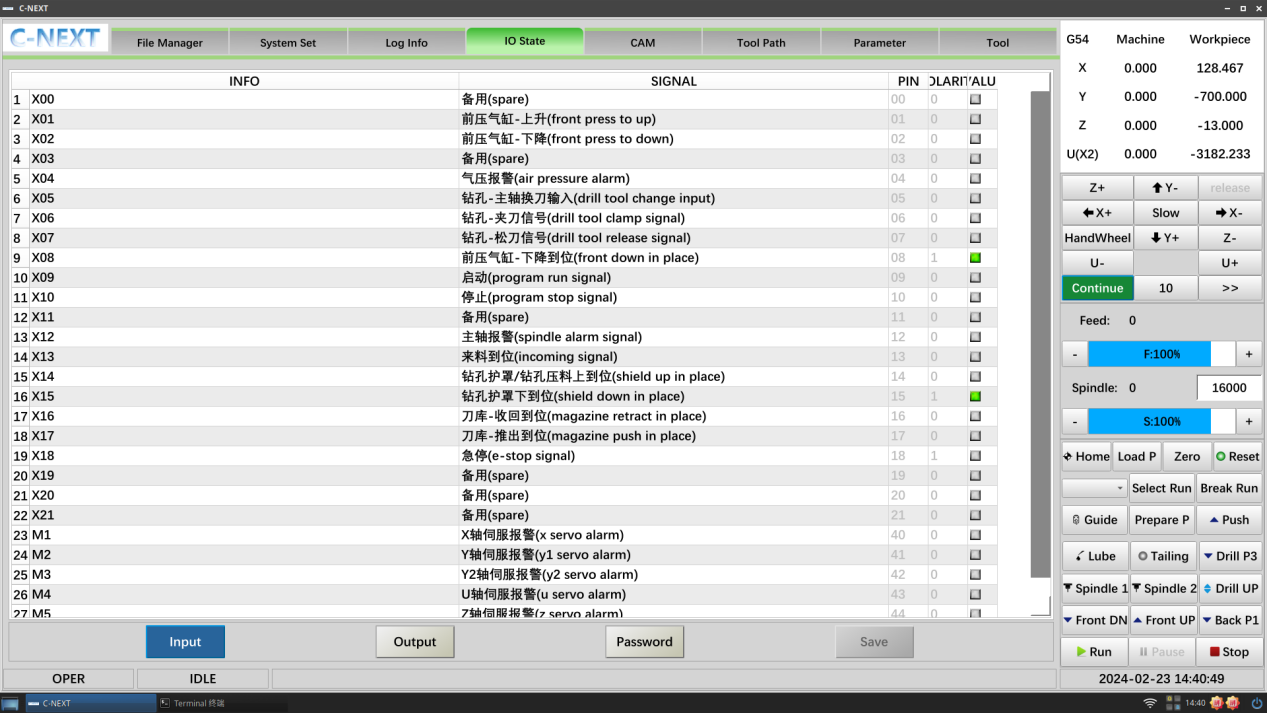 C-NEXT
C-NEXT
File Manager System Set Log Info IO State CAM Tool Path Parameter Tool
INFO SIGNAL PIN OLARIT VALU
1 X00 备用(spare) 00 0
2 X01 前压气缸-上升(front press to up) 01 0
3 X02 前压气缸-下降(front press to down) 02 0
4 X03 备用(spare) 03 0
5 X04 气压报警(air pressure alarm) 04 0
6 X05 钻孔-主轴换刀输入(drill tool change input) 05 0
7 X06 钻孔-夹刀信号(drill tool clamp signal) 06 0
8 X07 钻孔-松刀信号(drill tool release signal) 07 0
9 X08 前压气缸-下降到位(front down in place) 08 1
10 X09 启动(program run signal) 09 0
11 X10 停止(program stop signal) 10 0
12 X11 备用(spare) 11 0
13 X12 主轴报警(spindle alarm signal) 12 0
14 X13 来料到位(incoming signal) 13 0
15 X14 钻孔护罩/钻孔压料上到位(shield up in place) 14 0
16 X15 钻孔护罩下到位(shield down in place) 15 1
17 X16 刀库-收回到位(magazine retract in place) 16 0
18 X17 刀库-推出到位(magazine push in place) 17 0
19 X18 急停(e-stop signal) 18 1
20 X19 备用(spare) 19 0
21 X20 备用(spare) 20 0
22 X21 备用(spare) 21 0
23 M1 X轴伺服报警(x servo alarm) 40 0
24 M2 Y轴伺服报警(y1 servo alarm) 41 0
25 M3 Y2轴伺服报警(y2 servo alarm) 42 0
26 M4 U轴伺服报警(u servo alarm) 43 0
27 M5 Z轴伺服报警(z servo alarm) 44 0
Input Output Password Save
OPER IDLE
G54 Machine Workpiece
X 0.000 128.467
Y 0.000 -700.000
Z 0.000 -13.000
U(X2) 0.000 -3182.233
Z+ Y- release
X+ Slow X-
HandWheel Y+ Z-
U- U+
Continue 10 >>
Feed: 0
- F:100% +
Spindle: 0 16000
- S:100% +
Home Load P Zero Reset
Select Run Break Run
Guide Prepare P Push
Lube Tailing Drill P3
Spindle 1 Spindle 2 Drill UP
Front DN Front UP Back P1
Run Pause Stop
2024-02-23 14:40:49
C-NEXT Terminal 终端 14:40